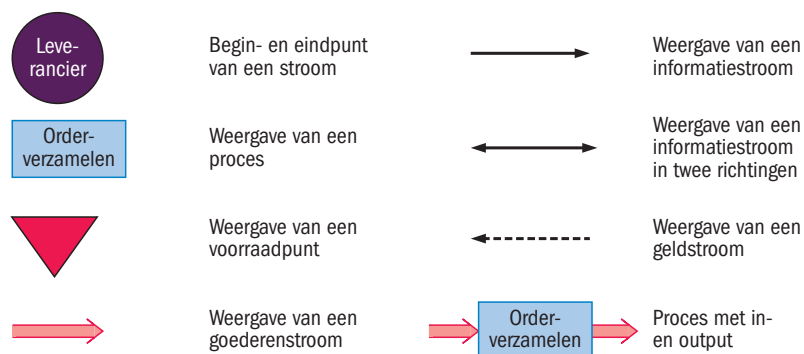 Leve-
rancier
Begin- en eindpunt
van een stroom
Weergave van een
informatiestroom
Order-
verzamelen
Weergave van een
proces
Weergave van een
informatiestroom
in twee richtingen
Weergave van een
voorraadpunt
Weergave van een
geldstroom
Weergave van een
goederenstroom
Order-
verzamelen
Proces met in-
en output